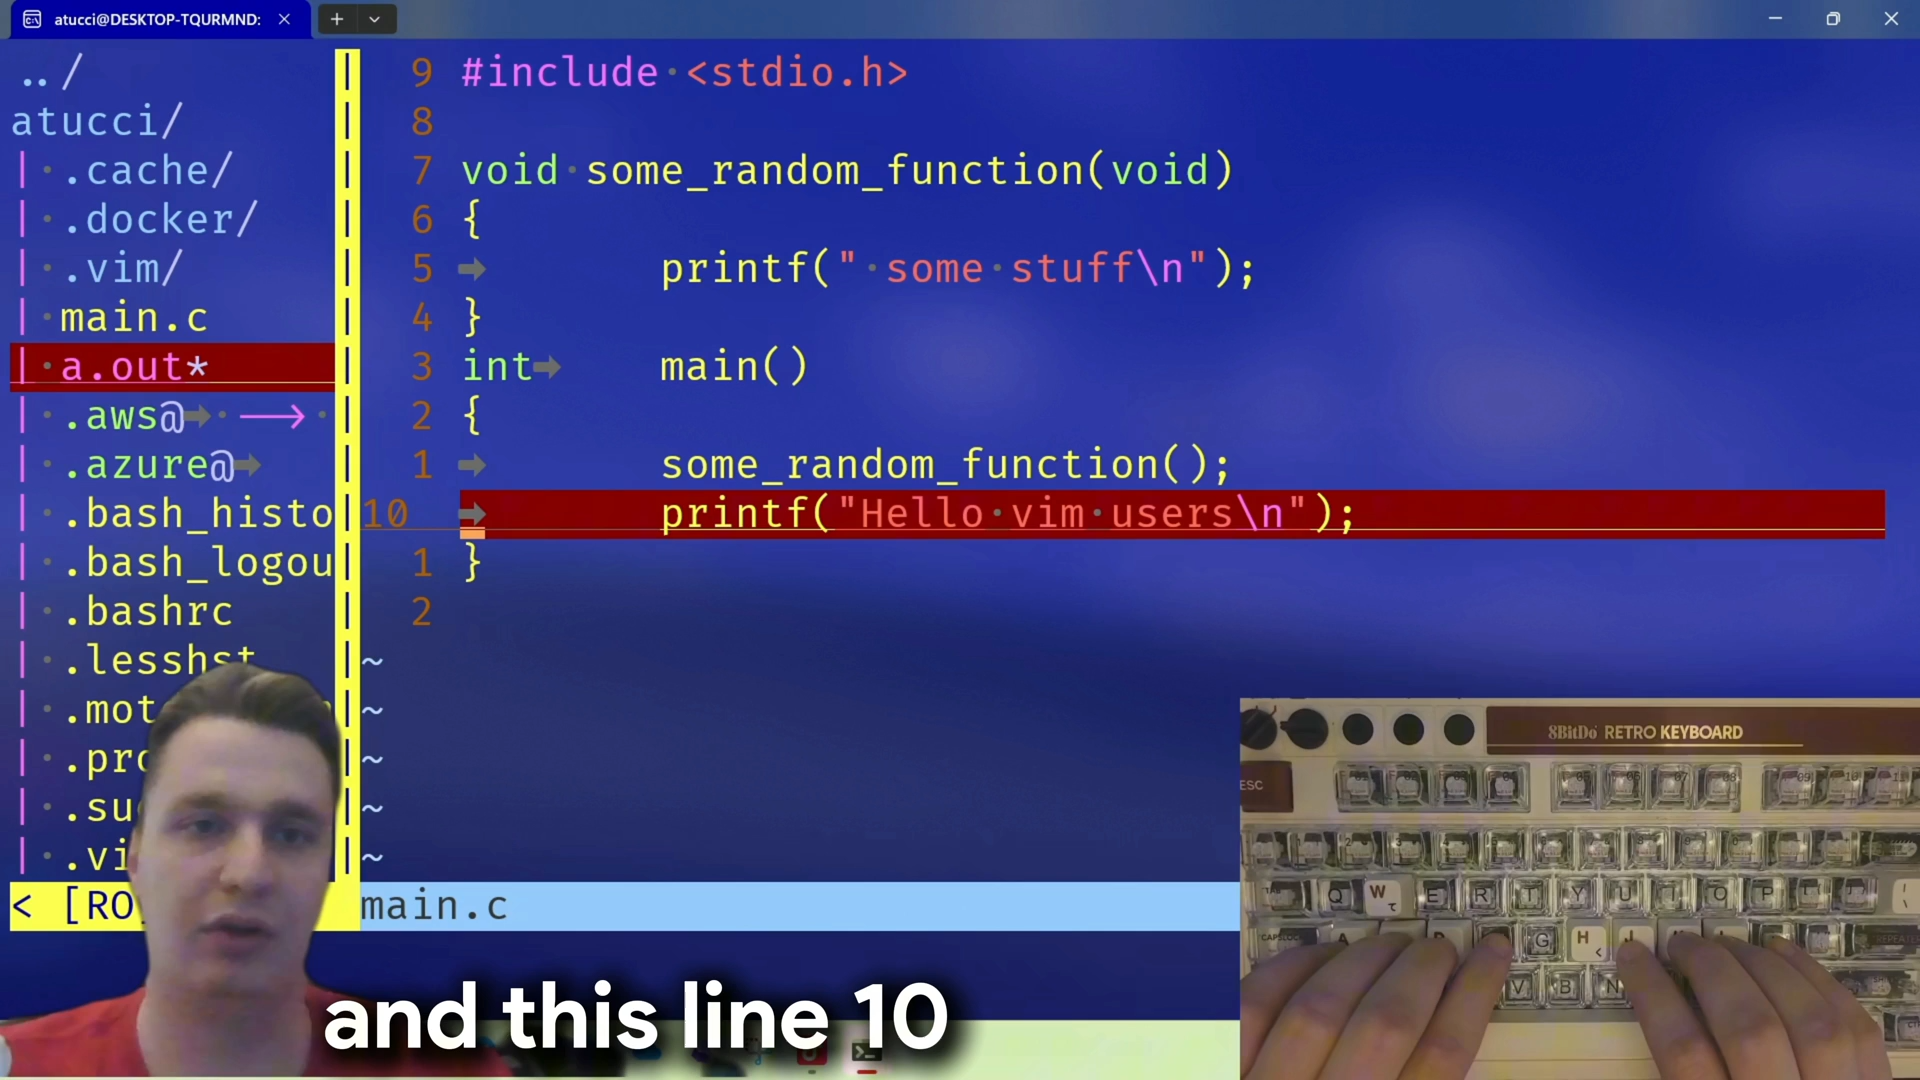 atucci@DESKTOP-TQURMND:
../
atucci/
| .cache/
| .docker/
| .vim/
| main.c
| a.out*
| .aws@ -->
| .azure@
| .bash_histo
| .bash_logou
| .bashrc
| .lesshst
| .mot
| .pro
| .su
| .vi
< [RO
9 #include <stdio.h>
8
7 void some_random_function(void)
6 {
5 printf(" some stuff\n");
4 }
3 int main()
2 {
1 some_random_function();
10 printf("Hello vim users\n");
1 }
2
~
~
~
~
~
main.c
8BitDo RETRO KEYBOARD
ESC
Q W E R T Y U I O P
G H J
V B N
and this line 10